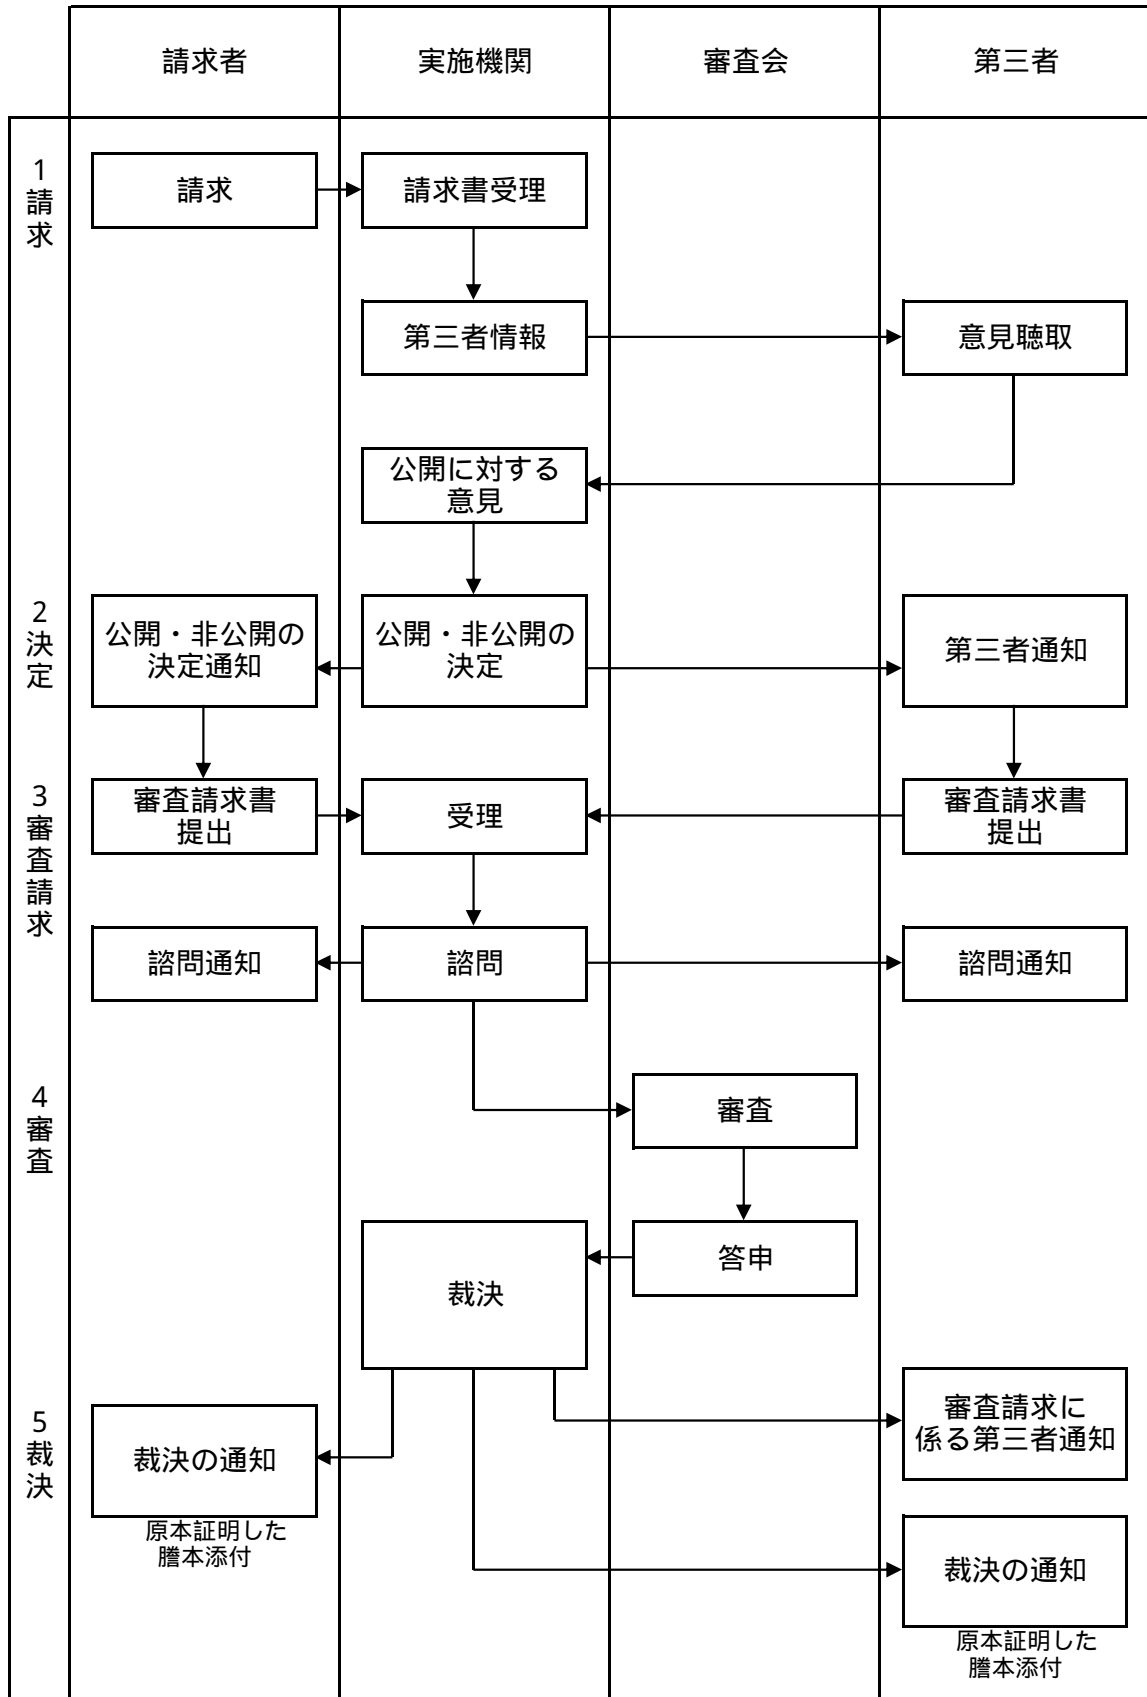 請求者
実施機関
審査会
第三者
1
請
求
請求
請求書受理
第三者情報
意見聴取
公開に対する
意見
2
決
定
公開・非公開の
決定通知
公開・非公開の
決定
第三者通知
3
審
査
請
求
審査請求書
提出
受理
審査請求書
提出
諮問通知
諮問
諮問通知
4
審
査
審査
答申
裁決
5
裁
決
裁決の通知
原本証明した
謄本添付
審査請求に
係る第三者通知
裁決の通知
原本証明した
謄本添付